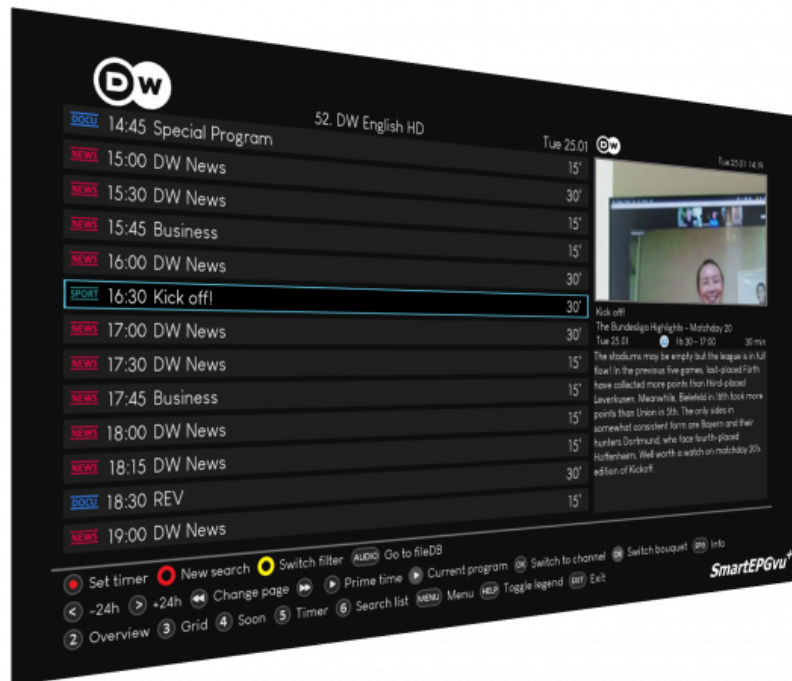 DW
52. DW English HD
Tue 25.01
DOCU 14:45 Special Program 15'
NEWS 15:00 DW News 30'
NEWS 15:30 DW News 15'
NEWS 15:45 Business 15'
NEWS 16:00 DW News 30'
SPORT 16:30 Kick off! 30'
NEWS 17:00 DW News 30'
NEWS 17:30 DW News 15'
NEWS 17:45 Business 15'
NEWS 18:00 DW News 15'
NEWS 18:15 DW News 15'
DOCU 18:30 REV 30'
NEWS 19:00 DW News 15'
DW
Tue 25.01 14:19
Kick off!
The Bundesliga Highlights - Matchday 20
Tue 25.01 16:30 - 17:00 30 min
The stadiums may be empty but the league is in full
flow! In the previous five games, last-placed Fürth
have collected more points than third-placed
Leverkusen. Meanwhile, Bielefeld in 16th took more
points than Union in 5th. The only sides in
somewhat consistent form are Bayern and their
hunters Dortmund, who face fourth-placed
Hoffenheim. Well worth a watch on matchday 20's
edition of Kickoff.
Set timer New search Switch filter AUDIO Go to fileDB
< -24h > +24h Change page Prime time Current program OK Switch to channel OK Switch bouquet EPG Info
2 Overview 3 Grid 4 Soon 5 Timer 6 Search list MENU Menu HELP Toggle legend EXIT Exit
SmartEPGvu+